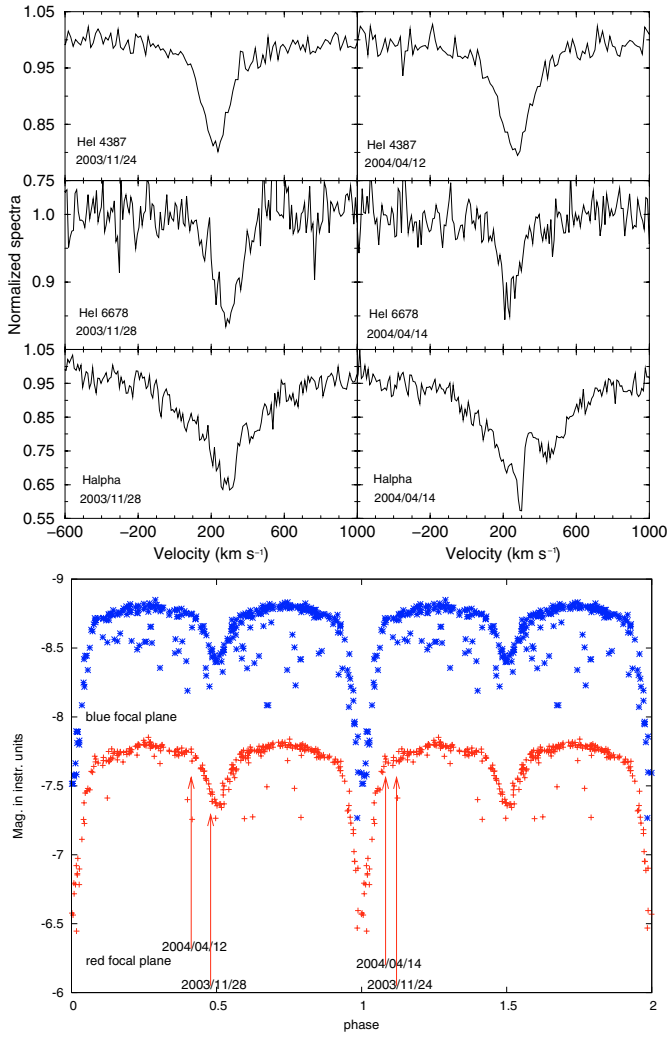 1.05
0.95
0.85
HeI 4387
2003/11/24
HeI 4387
2004/04/12
0.75
1.0
0.9
Normalized spectra
HeI 6678
2003/11/28
HeI 6678
2004/04/14
1.05
0.95
0.85
0.75
0.65
0.55
Halpha
2003/11/28
Halpha
2004/04/14
−600 −200 200 600 1000 −200 200 600 1000
Velocity (km s⁻¹) Velocity (km s⁻¹)
-9
-8.5
-8
-7.5
-7
-6.5
-6
Mag. in instr. units
blue focal plane
red focal plane
2004/04/12
2003/11/28
2004/04/14
2003/11/24
0 0.5 1 1.5 2
phase